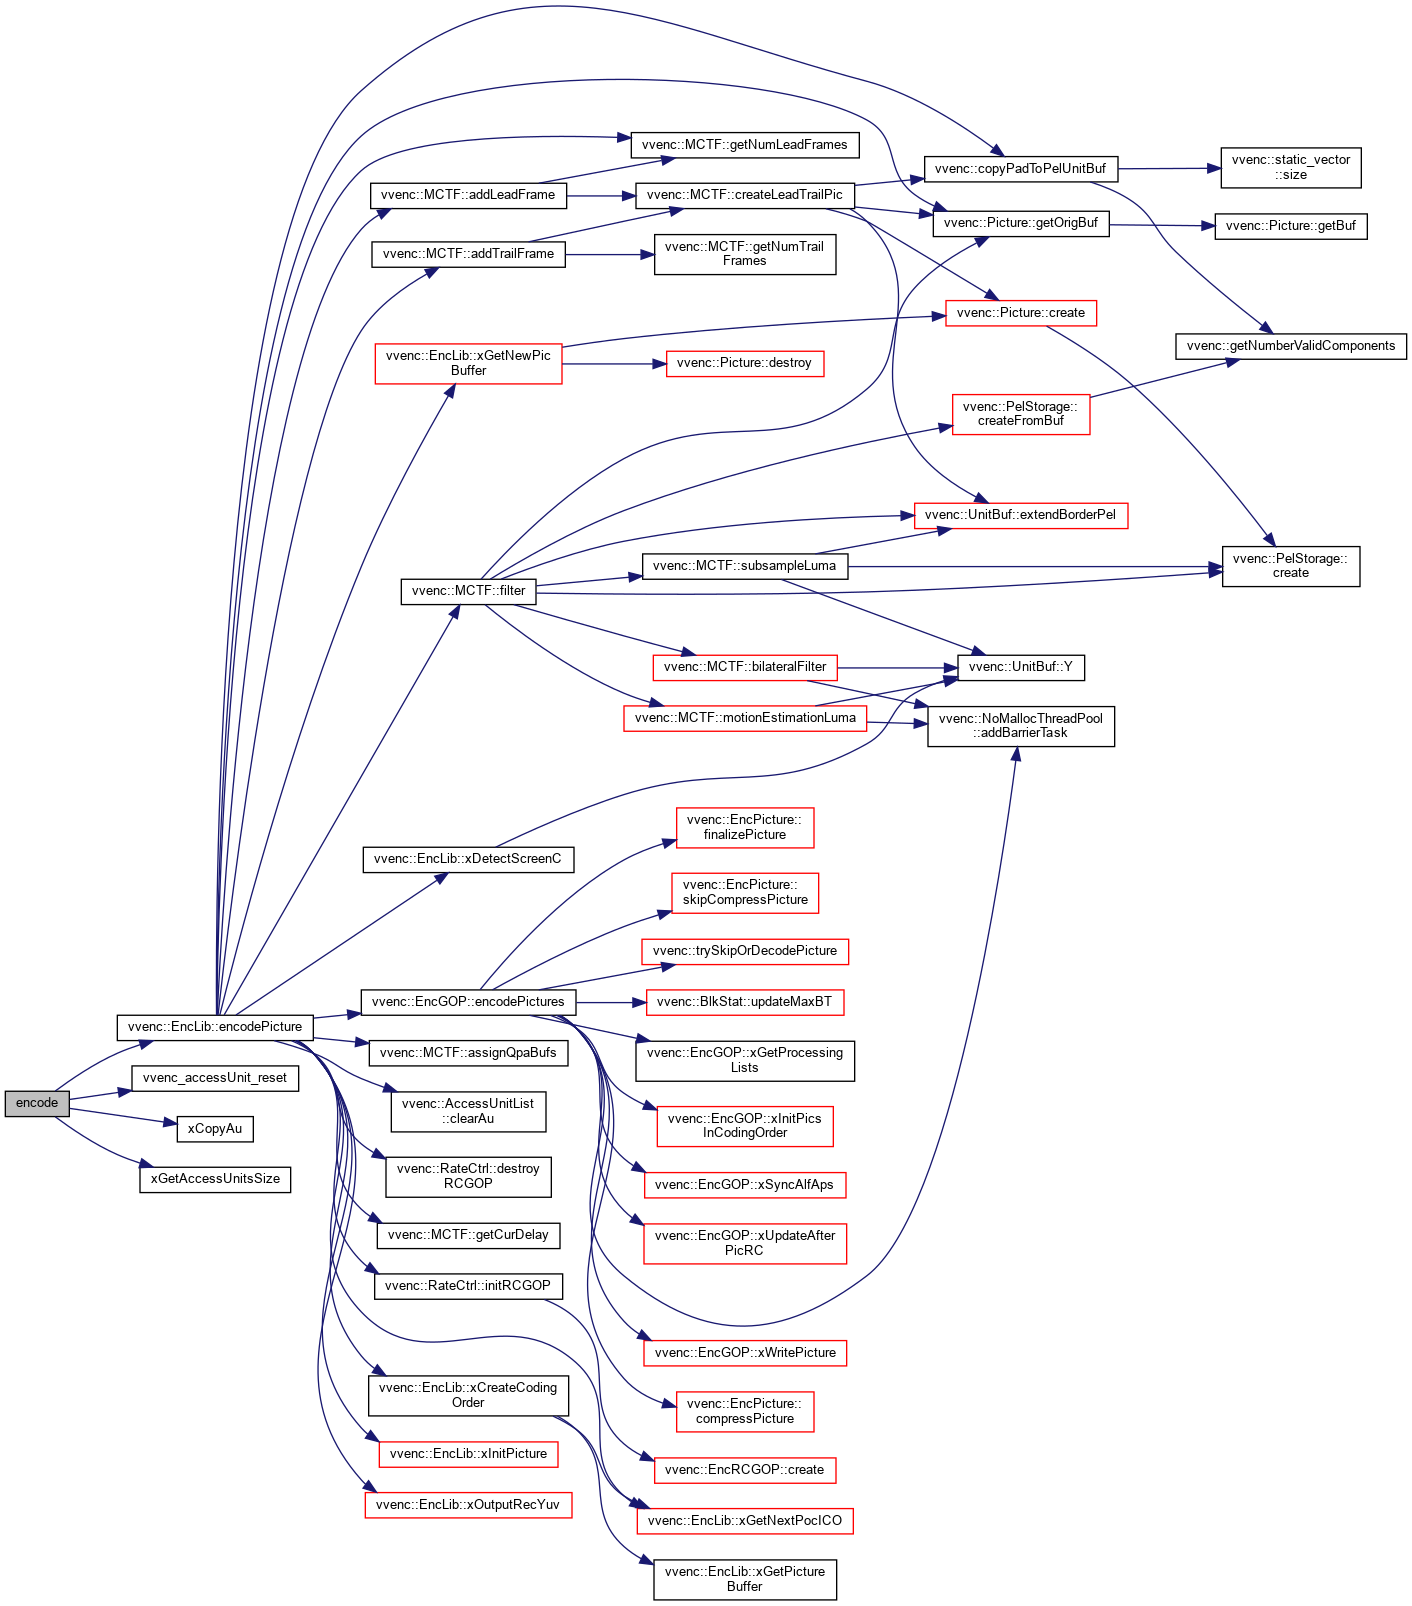 encode
vvenc::EncLib::encodePicture
vvenc_accessUnit_reset
xCopyAu
xGetAccessUnitsSize
vvenc::MCTF::addLeadFrame
vvenc::MCTF::addTrailFrame
vvenc::EncLib::xGetNewPic
Buffer
vvenc::MCTF::filter
vvenc::EncLib::xDetectScreenC
vvenc::EncGOP::encodePictures
vvenc::MCTF::assignQpaBufs
vvenc::AccessUnitList
::clearAu
vvenc::RateCtrl::destroy
RCGOP
vvenc::MCTF::getCurDelay
vvenc::RateCtrl::initRCGOP
vvenc::EncLib::xCreateCoding
Order
vvenc::EncLib::xInitPicture
vvenc::EncLib::xOutputRecYuv
vvenc::MCTF::getNumLeadFrames
vvenc::MCTF::createLeadTrailPic
vvenc::MCTF::getNumTrail
Frames
vvenc::Picture::destroy
vvenc::MCTF::subsampleLuma
vvenc::MCTF::bilateralFilter
vvenc::MCTF::motionEstimationLuma
vvenc::EncPicture::
finalizePicture
vvenc::EncPicture::
skipCompressPicture
vvenc::trySkipOrDecodePicture
vvenc::BlkStat::updateMaxBT
vvenc::EncGOP::xGetProcessing
Lists
vvenc::EncGOP::xInitPics
InCodingOrder
vvenc::EncGOP::xSyncAlfAps
vvenc::EncGOP::xUpdateAfter
PicRC
vvenc::EncGOP::xWritePicture
vvenc::EncPicture::
compressPicture
vvenc::EncRCGOP::create
vvenc::EncLib::xGetNextPocICO
vvenc::EncLib::xGetPicture
Buffer
vvenc::copyPadToPelUnitBuf
vvenc::Picture::getOrigBuf
vvenc::Picture::create
vvenc::PelStorage::
createFromBuf
vvenc::UnitBuf::extendBorderPel
vvenc::UnitBuf::Y
vvenc::NoMallocThreadPool
::addBarrierTask
vvenc::static_vector
::size
vvenc::Picture::getBuf
vvenc::getNumberValidComponents
vvenc::PelStorage::
create